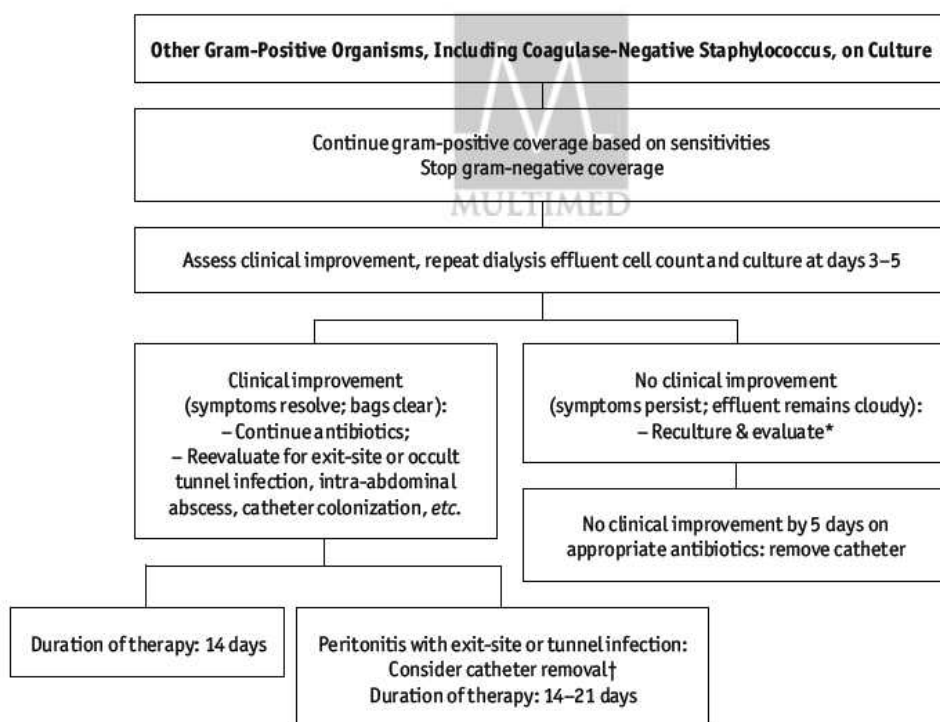 Other Gram-Positive Organisms, Including Coagulase-Negative Staphylococcus, on Culture
Continue gram-positive coverage based on sensitivities
Stop gram-negative coverage
MULTIMED
Assess clinical improvement, repeat dialysis effluent cell count and culture at days 3–5
Clinical improvement
(symptoms resolve; bags clear):
– Continue antibiotics;
– Reevaluate for exit-site or occult
tunnel infection, intra-abdominal
abscess, catheter colonization, etc.
No clinical improvement
(symptoms persist; effluent remains cloudy):
– Reculture & evaluate*
No clinical improvement by 5 days on
appropriate antibiotics: remove catheter
Duration of therapy: 14 days
Peritonitis with exit-site or tunnel infection:
Consider catheter removal†
Duration of therapy: 14–21 days